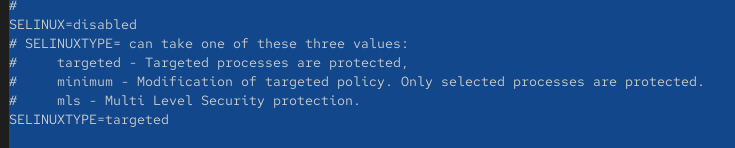 #
SELINUX=disabled
# SELINUXTYPE= can take one of these three values:
#     targeted - Targeted processes are protected,
#     minimum - Modification of targeted policy. Only selected processes are protected.
#     mls - Multi Level Security protection.
SELINUXTYPE=targeted